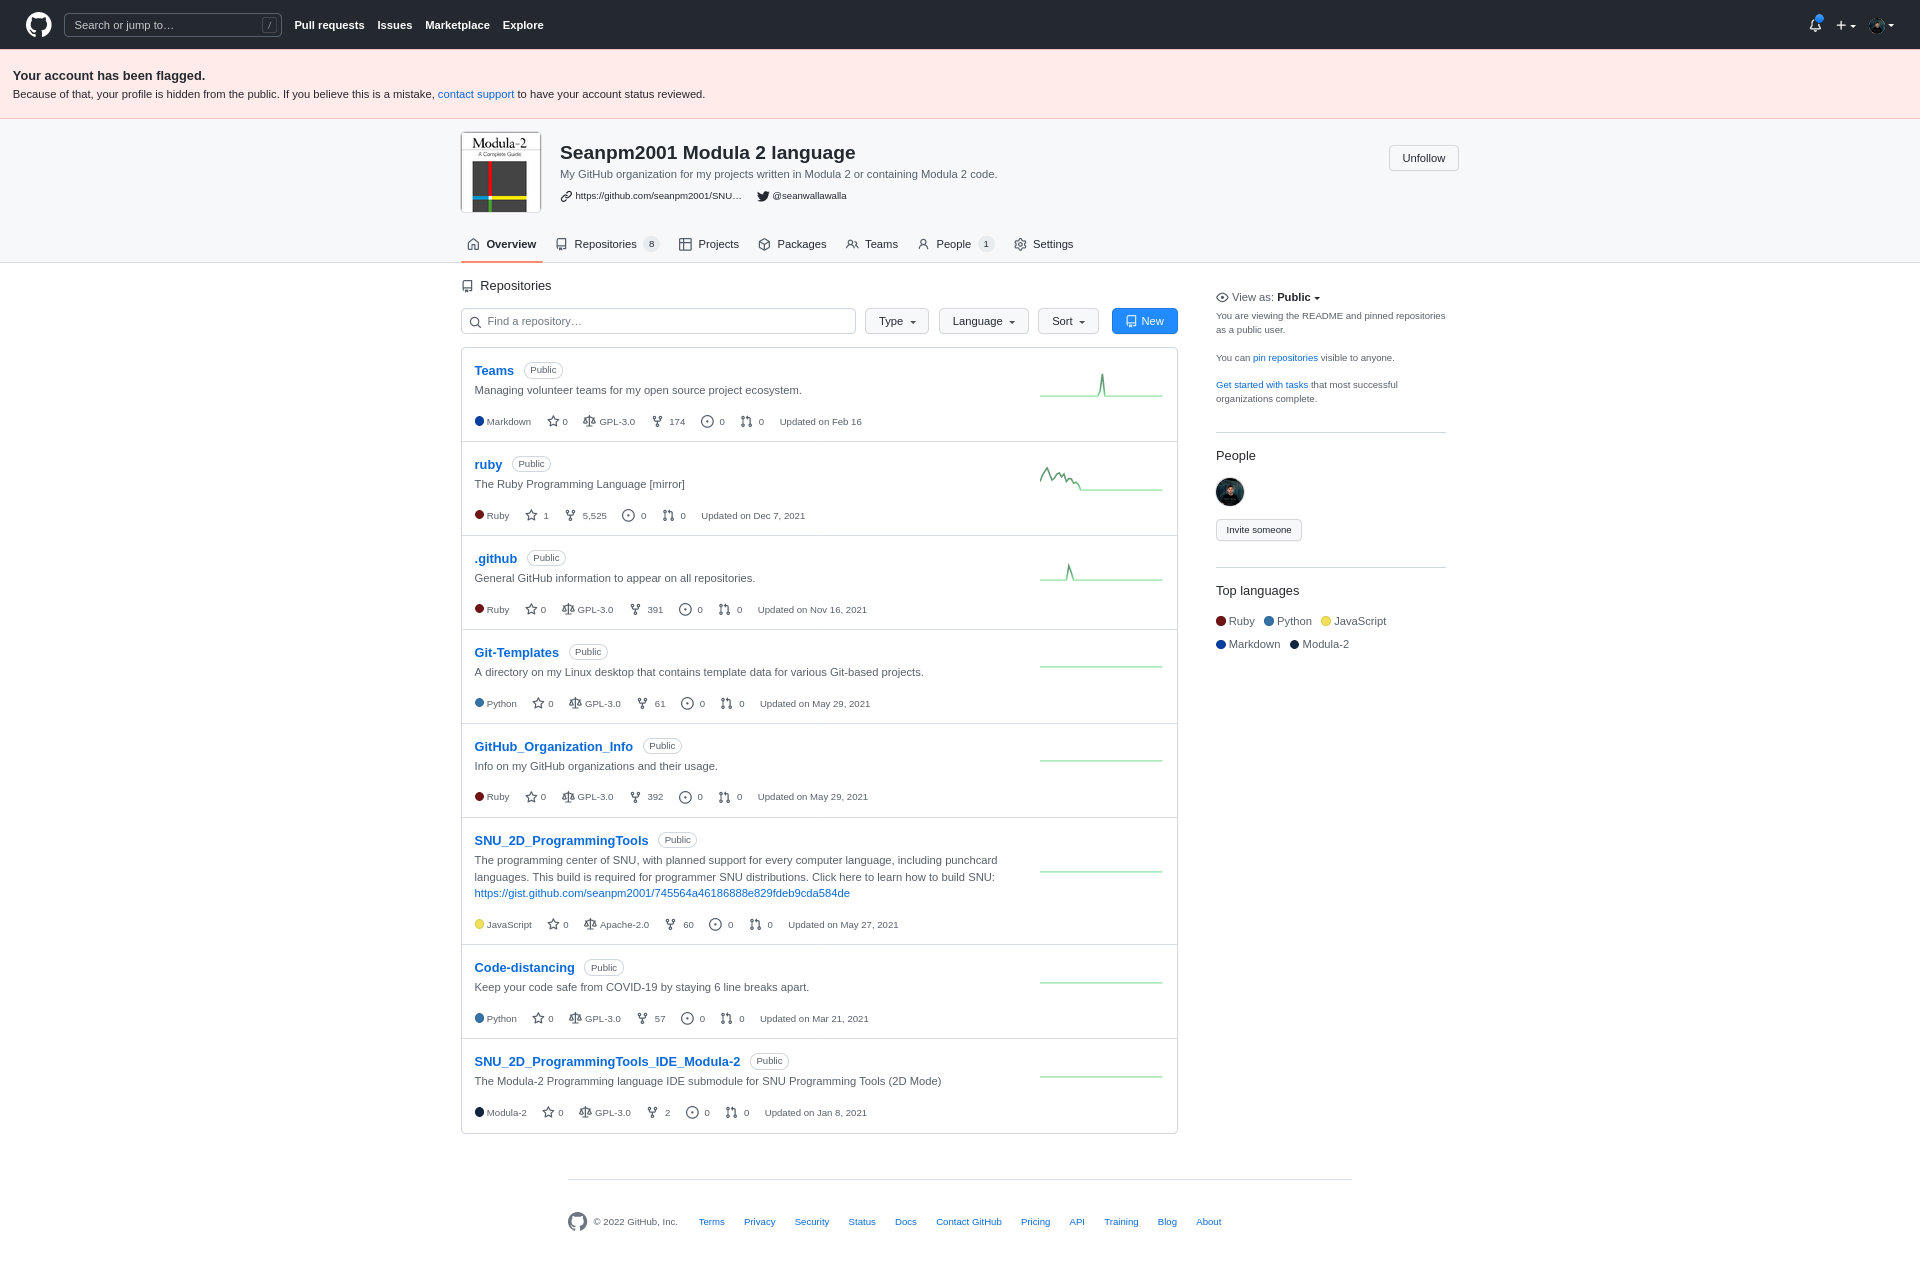 Search or jump to… /
Pull requests Issues Marketplace Explore
Your account has been flagged.
Because of that, your profile is hidden from the public. If you believe this is a mistake, contact support to have your account status reviewed.
Modula-2
A Complete Guide
Seanpm2001 Modula 2 language
Unfollow
My GitHub organization for my projects written in Modula 2 or containing Modula 2 code.
https://github.com/seanpm2001/SNU… @seanwallawalla
Overview Repositories 8 Projects Packages Teams People 1 Settings
Repositories
Find a repository… Type Language Sort New
Teams Public
Managing volunteer teams for my open source project ecosystem.
Markdown 0 GPL-3.0 174 0 0 Updated on Feb 16
ruby Public
The Ruby Programming Language [mirror]
Ruby 1 5,525 0 0 Updated on Dec 7, 2021
.github Public
General GitHub information to appear on all repositories.
Ruby 0 GPL-3.0 391 0 0 Updated on Nov 16, 2021
Git-Templates Public
A directory on my Linux desktop that contains template data for various Git-based projects.
Python 0 GPL-3.0 61 0 0 Updated on May 29, 2021
GitHub_Organization_Info Public
Info on my GitHub organizations and their usage.
Ruby 0 GPL-3.0 392 0 0 Updated on May 29, 2021
SNU_2D_ProgrammingTools Public
The programming center of SNU, with planned support for every computer language, including punchcard
languages. This build is required for programmer SNU distributions. Click here to learn how to build SNU:
https://gist.github.com/seanpm2001/745564a46186888e829fdeb9cda584de
JavaScript 0 Apache-2.0 60 0 0 Updated on May 27, 2021
Code-distancing Public
Keep your code safe from COVID-19 by staying 6 line breaks apart.
Python 0 GPL-3.0 57 0 0 Updated on Mar 21, 2021
SNU_2D_ProgrammingTools_IDE_Modula-2 Public
The Modula-2 Programming language IDE submodule for SNU Programming Tools (2D Mode)
Modula-2 0 GPL-3.0 2 0 0 Updated on Jan 8, 2021
View as: Public
You are viewing the README and pinned repositories
as a public user.
You can pin repositories visible to anyone.
Get started with tasks that most successful
organizations complete.
People
Invite someone
Top languages
Ruby Python JavaScript
Markdown Modula-2
© 2022 GitHub, Inc. Terms Privacy Security Status Docs Contact GitHub Pricing API Training Blog About